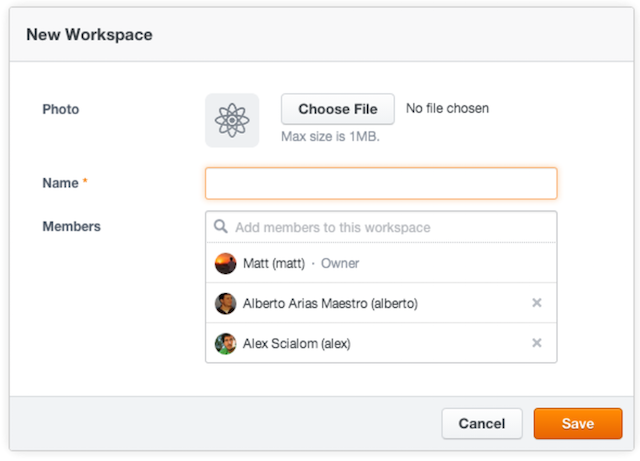 New Workspace
Photo
Choose File No file chosen
Max size is 1MB.
Name *
Members
Add members to this workspace
Matt (matt) · Owner
Alberto Arias Maestro (alberto)
Alex Scialom (alex)
Cancel Save